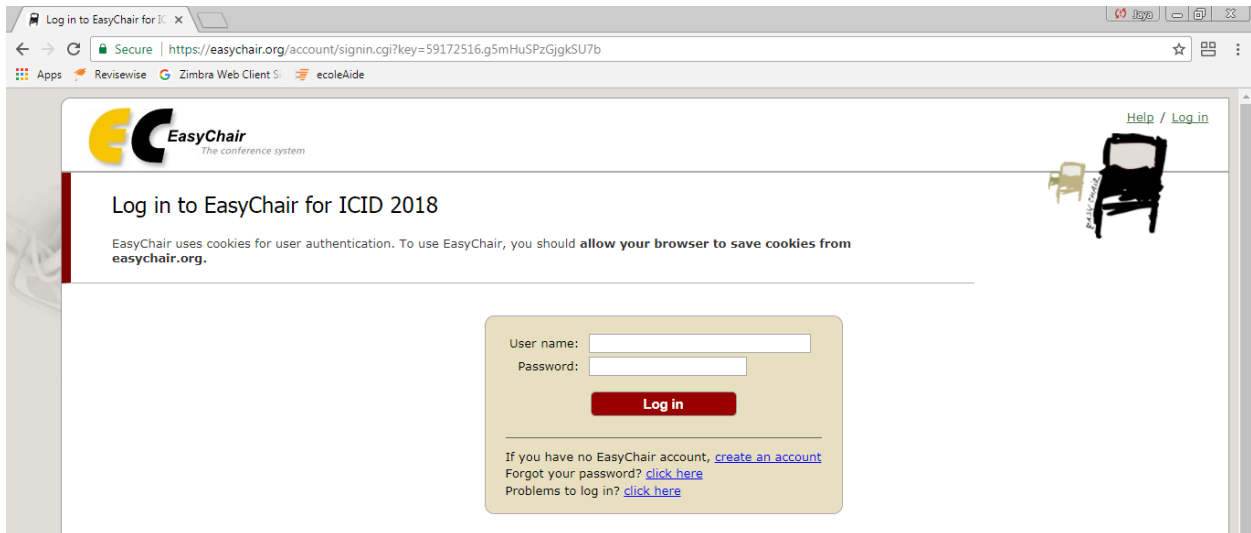 Log in to EasyChair for IC
Jaya
Secure | https://easychair.org/account/signin.cgi?key=59172516.g5mHuSPzGjgkSU7b
Apps Revisewise Zimbra Web Client Si ecoleAide
EC EasyChair
The conference system
Help / Log in
EASY CHAIR
Log in to EasyChair for ICID 2018
EasyChair uses cookies for user authentication. To use EasyChair, you should allow your browser to save cookies from
easychair.org.
User name:
Password:
Log in
If you have no EasyChair account, create an account
Forgot your password? click here
Problems to log in? click here